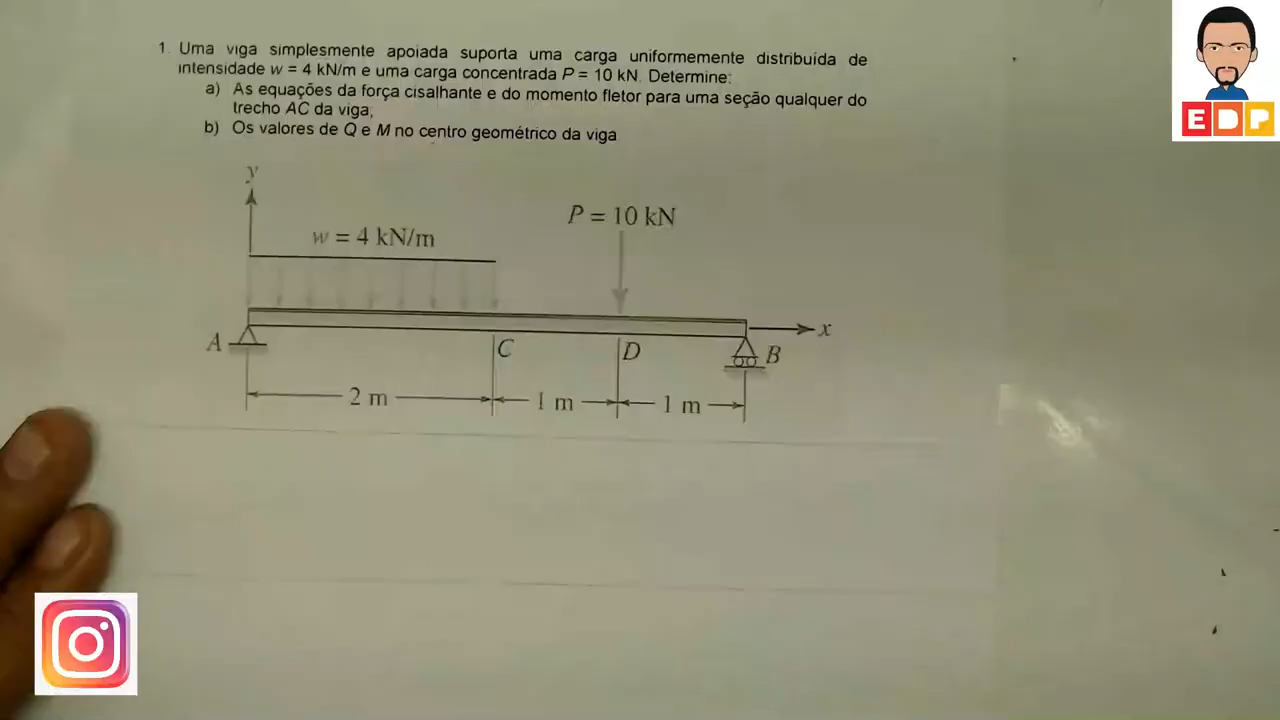 1. Uma viga simplesmente apoiada suporta uma carga uniformemente distribuída de
intensidade w = 4 kN/m e uma carga concentrada P = 10 kN. Determine:
a) As equações da força cisalhante e do momento fletor para uma seção qualquer do
trecho AC da viga;
b) Os valores de Q e M no centro geométrico da viga
y
P = 10 kN
w = 4 kN/m
x
A
C
D
B
2 m
1 m
1 m
EDP